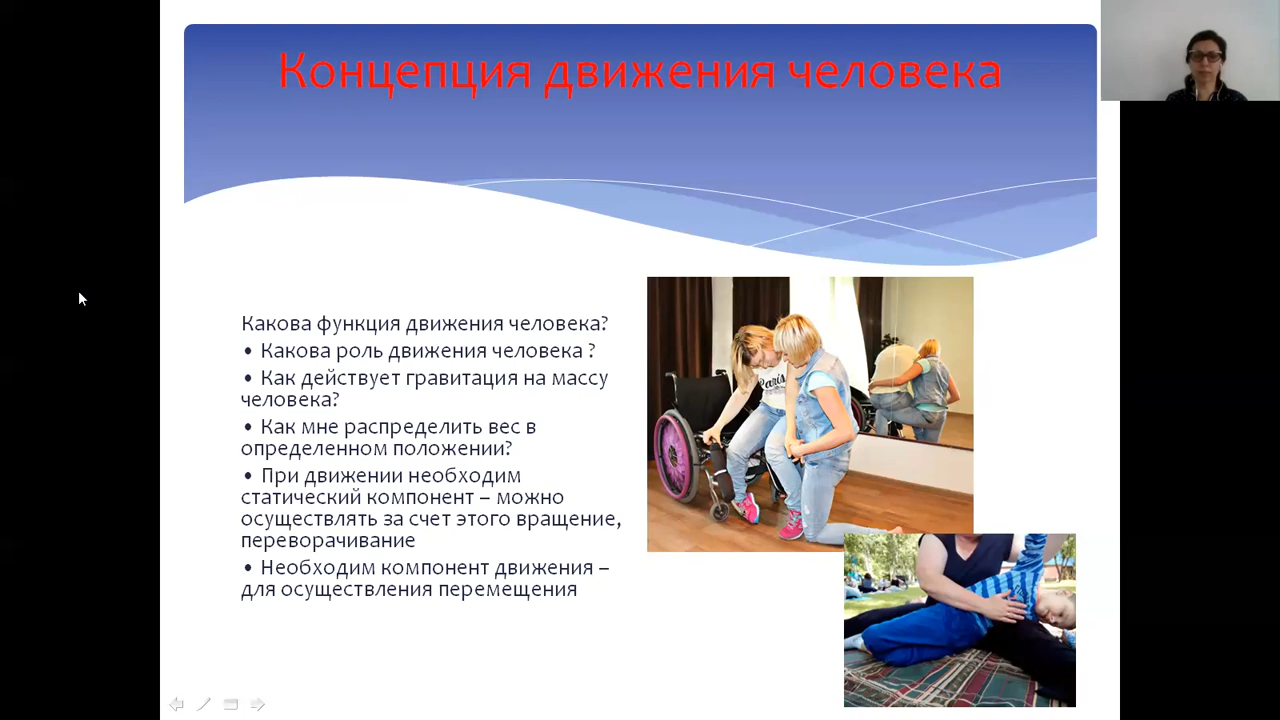 Концепция движения человека
Какова функция движения человека?
• Какова роль движения человека ?
• Как действует гравитация на массу
человека?
• Как мне распределить вес в
определенном положении?
• При движении необходим
статический компонент – можно
осуществлять за счет этого вращение,
переворачивание
• Необходим компонент движения –
для осуществления перемещения
Paris